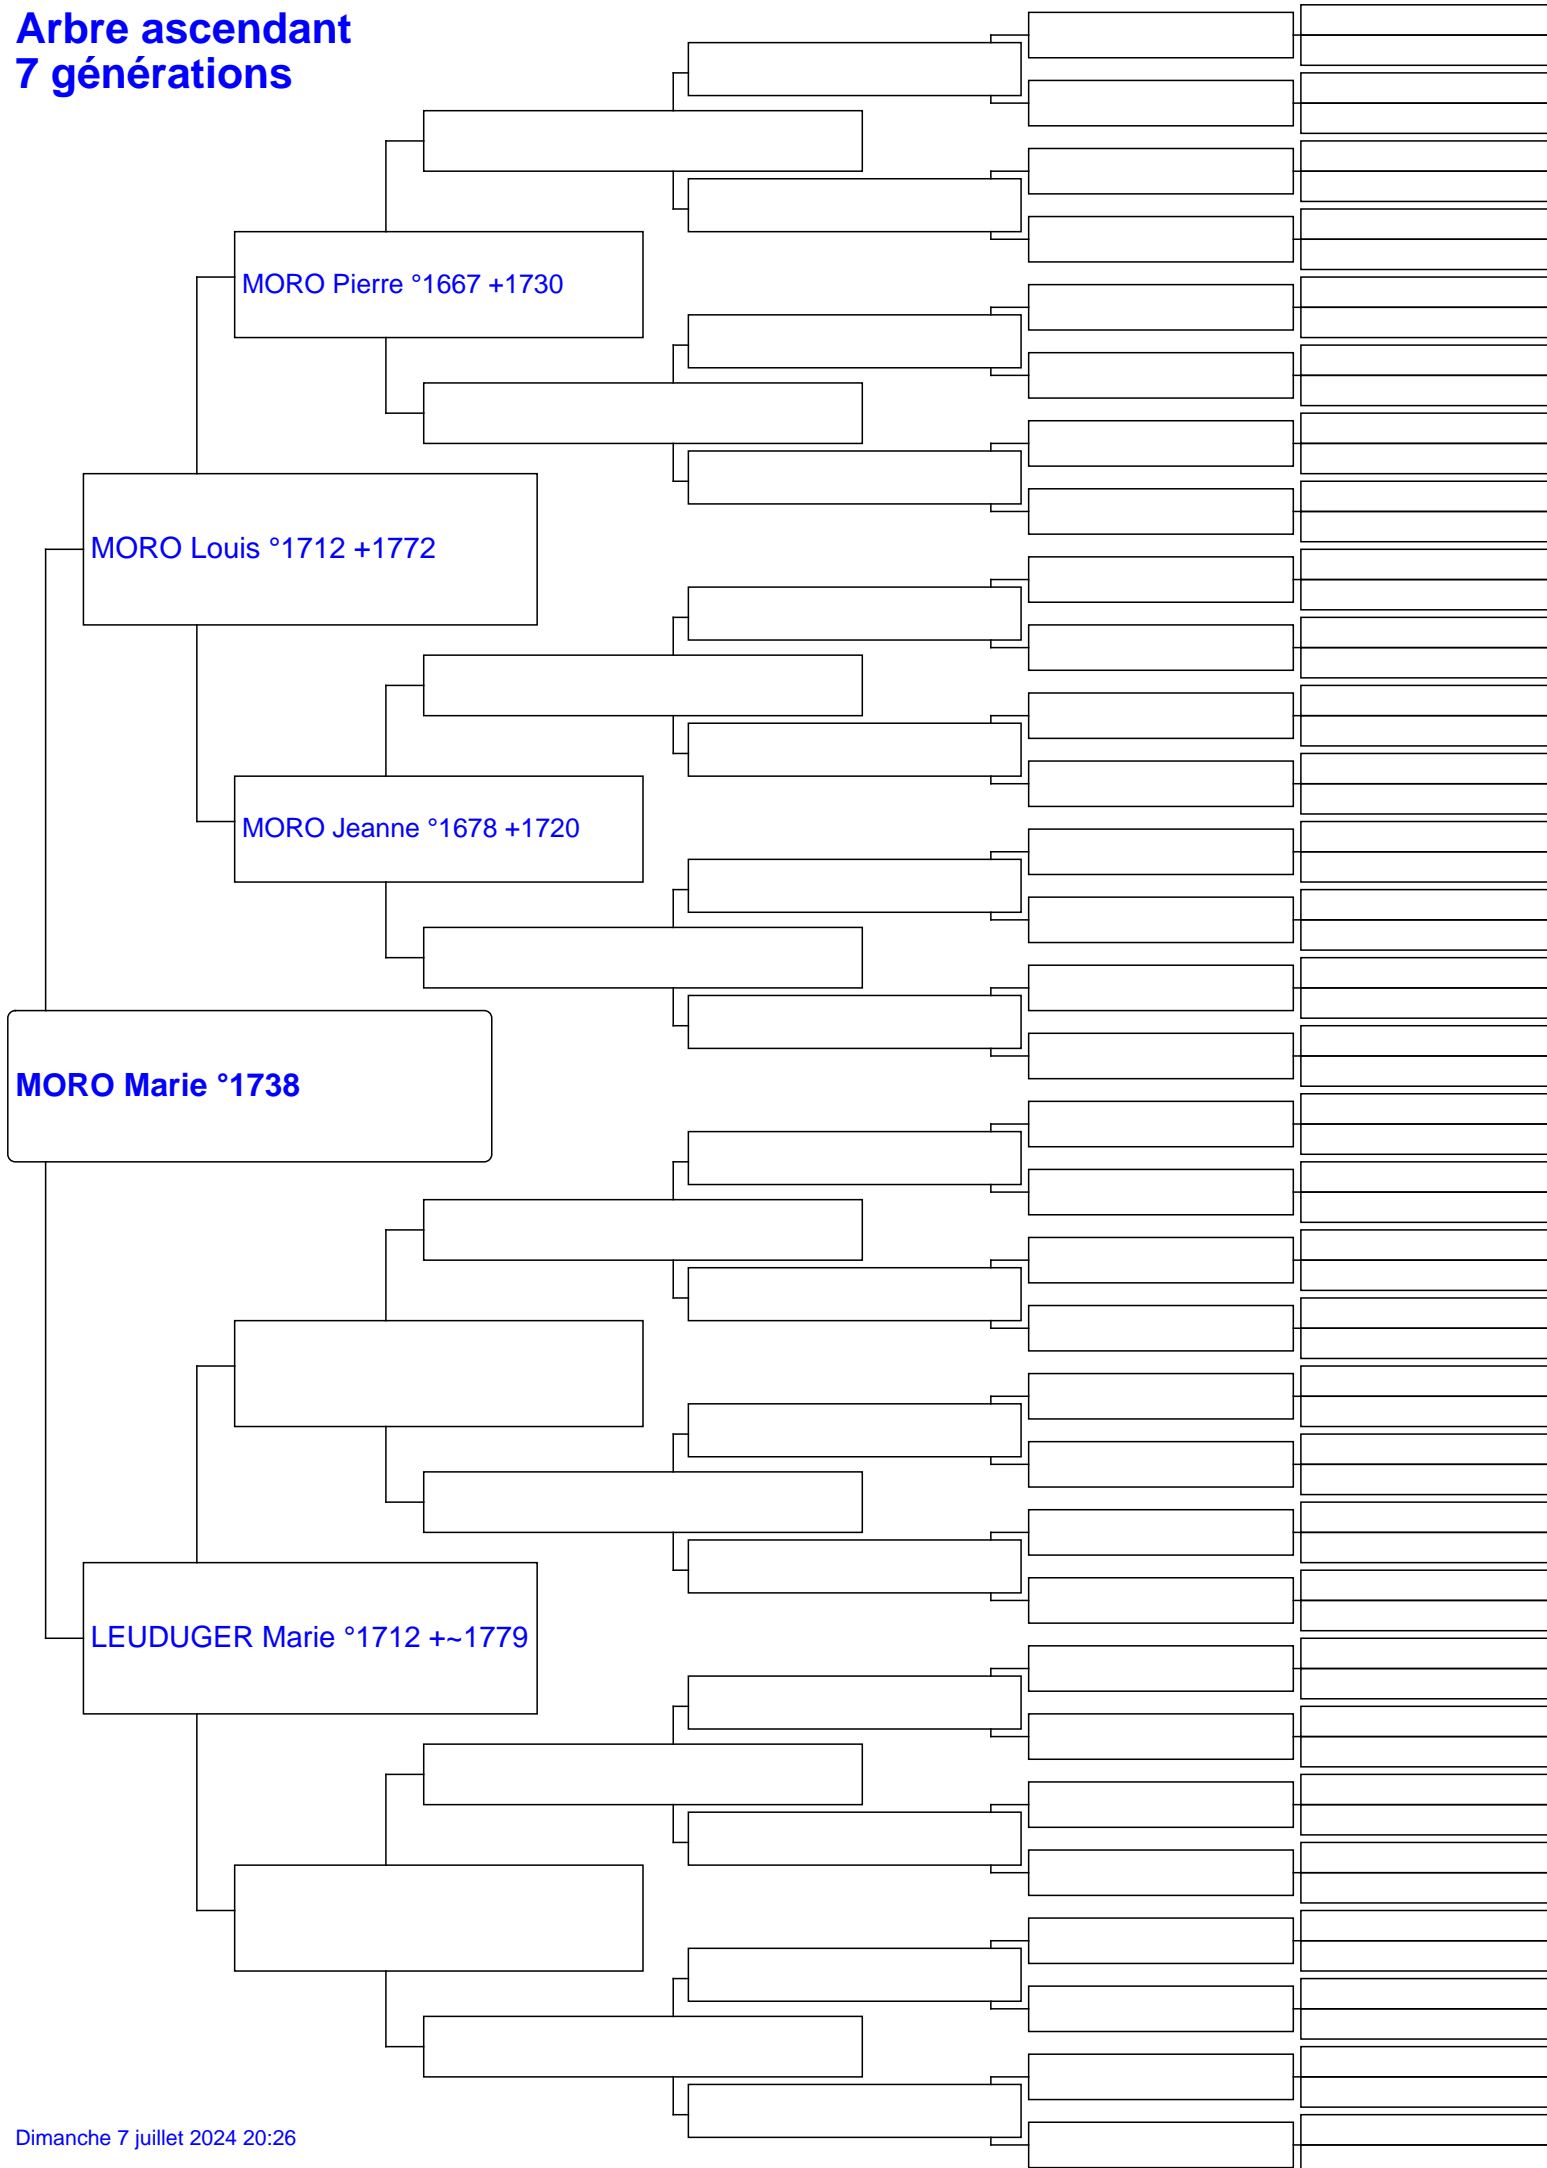 Arbre ascendant
7 générations
MORO Pierre °1667 +1730
MORO Louis °1712 +1772
MORO Jeanne °1678 +1720
MORO Marie °1738
LEUDUGER Marie °1712 +~1779
Dimanche 7 juillet 2024 20:26